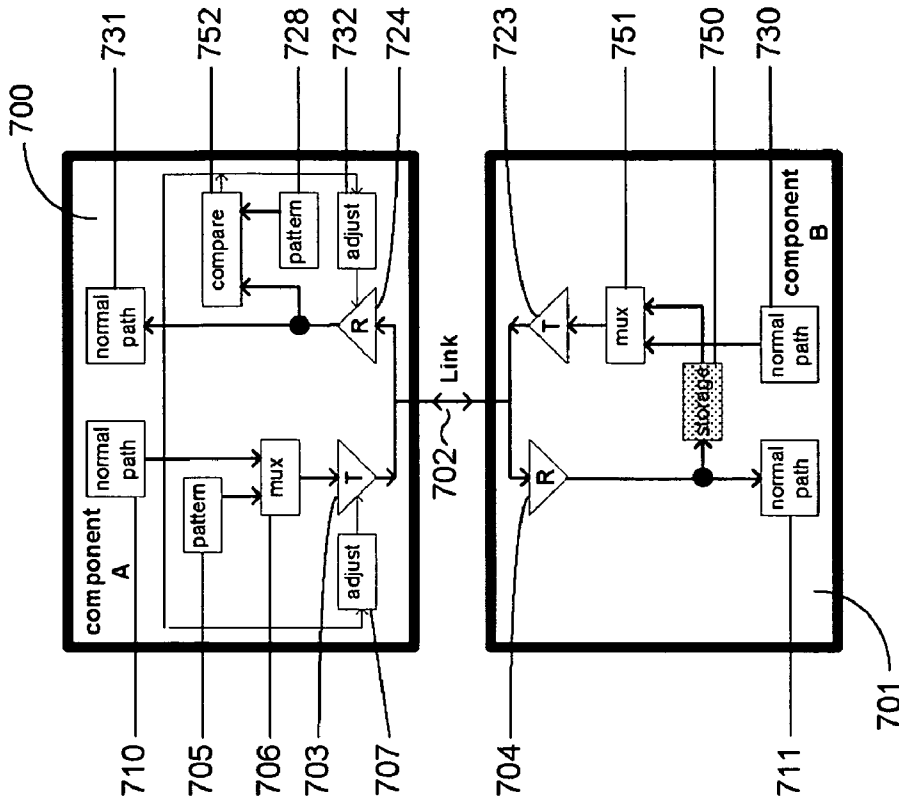 731
752
728
732
724
723
751
750
730
700
component
A
normal
path
normal
path
compare
pattern
pattern
mux
adjust
adjust
T
R
702
Link
R
T
mux
storage
normal
path
normal
path
component
B
701
710
705
706
703
707
704
711